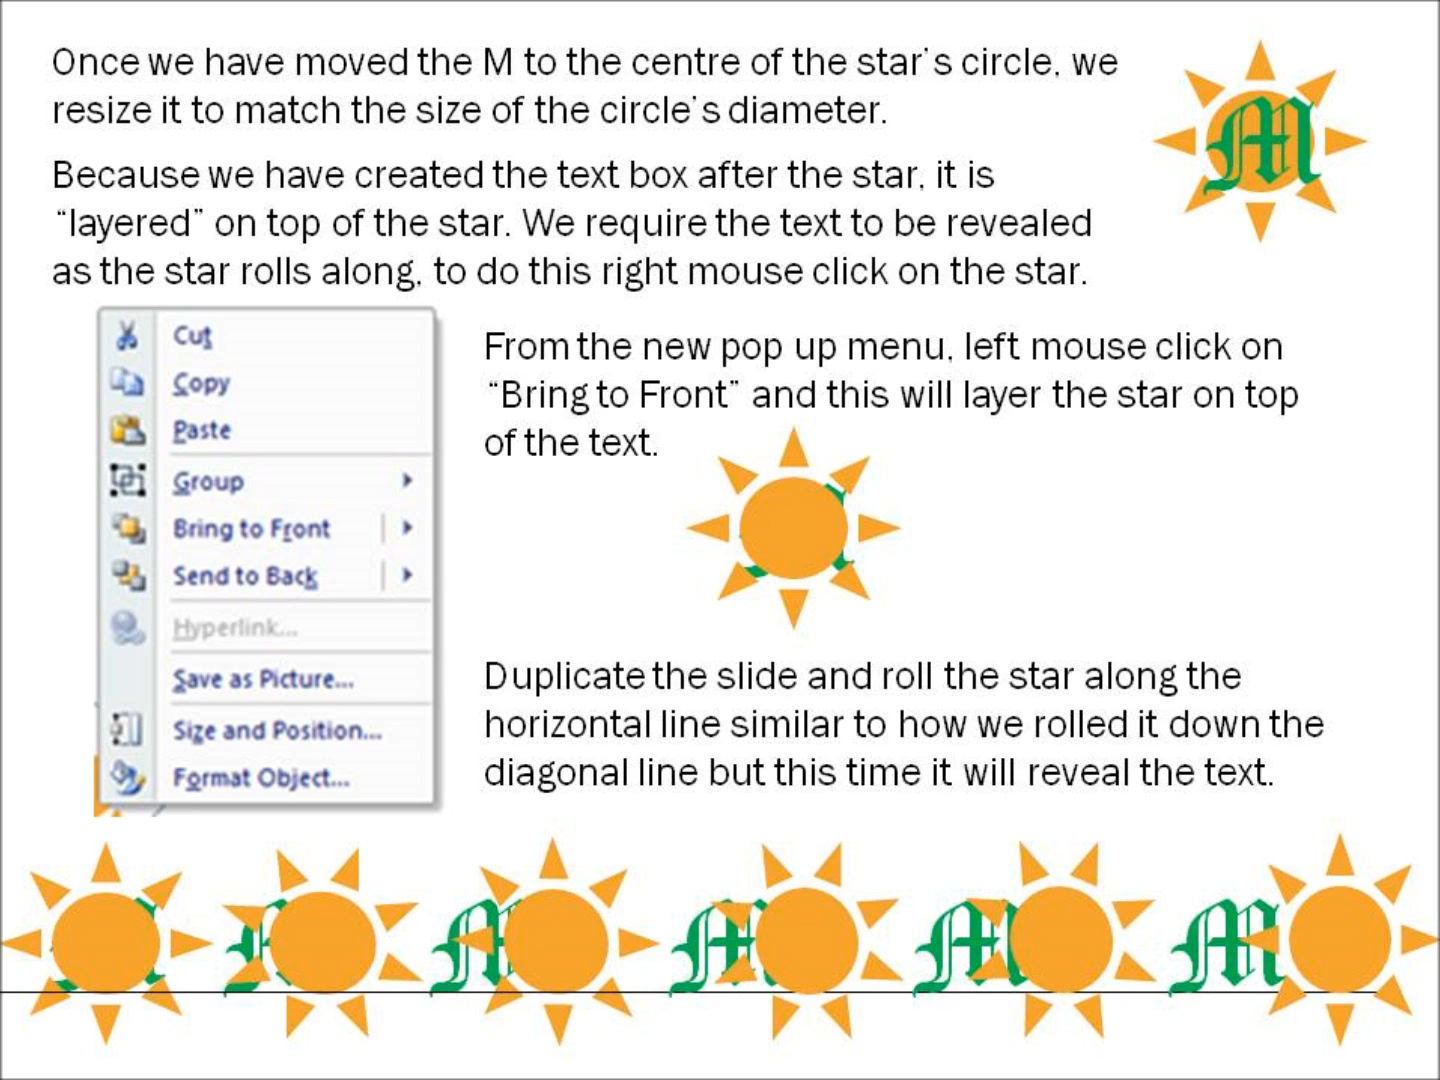 Once we have moved the M to the centre of the star's circle, we
resize it to match the size of the circle's diameter.
Because we have created the text box after the star, it is
"layered" on top of the star. We require the text to be revealed
as the star rolls along, to do this right mouse click on the star.
M
Cut
Copy
Paste
Group
Bring to Front
Send to Back
Hyperlink...
Save as Picture...
Size and Position...
Format Object...
From the new pop up menu, left mouse click on
"Bring to Front" and this will layer the star on top
of the text.
Duplicate the slide and roll the star along the
horizontal line similar to how we rolled it down the
diagonal line but this time it will reveal the text.
M M M M